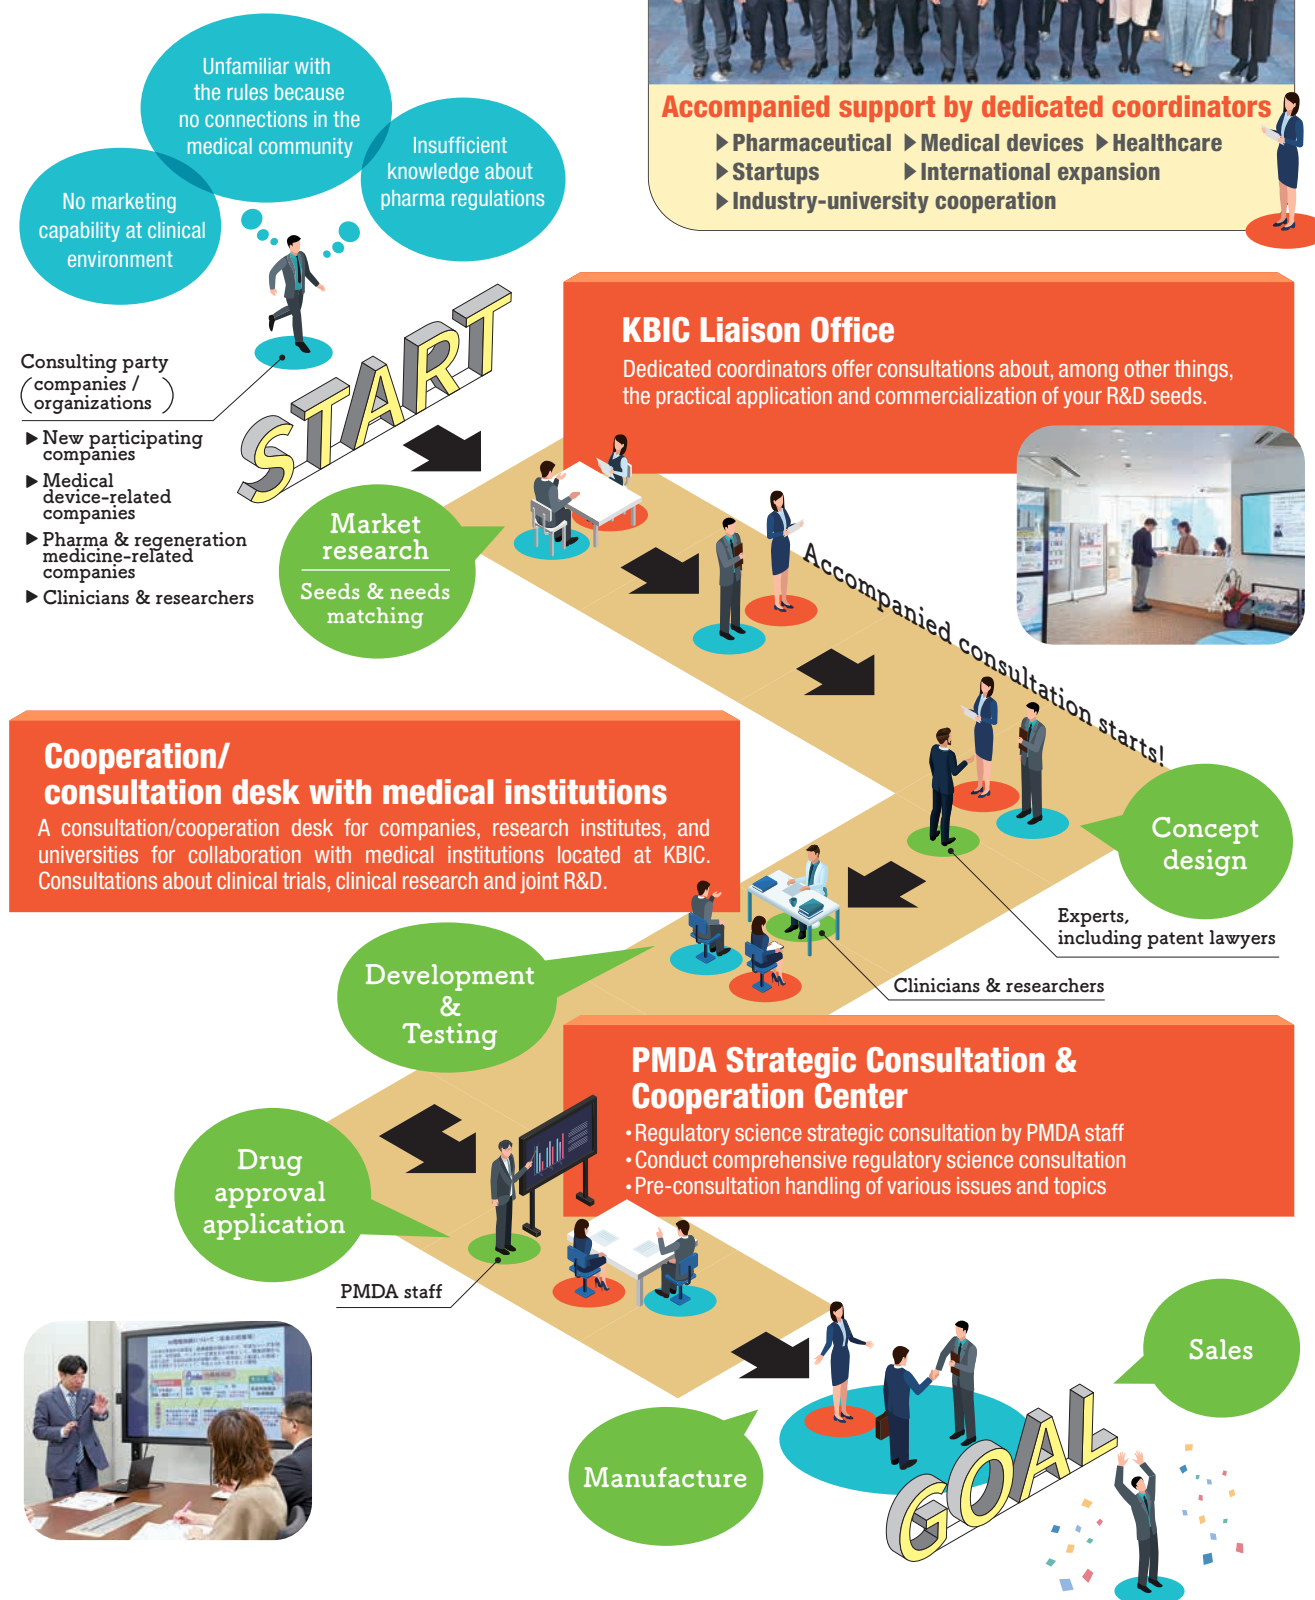 Unfamiliar with
the rules because
no connections in the
medical community
Insufficient
knowledge about
pharma regulations
No marketing
capability at clinical
environment
Accompanied support by dedicated coordinators
Pharmaceutical Medical devices Healthcare
Startups International expansion
Industry-university cooperation
Consulting party
(companies /
organizations)
New participating
companies
Medical
device-related
companies
Pharma & regeneration
medicine-related
companies
Clinicians & researchers
START
KBIC Liaison Office
Dedicated coordinators offer consultations about, among other things,
the practical application and commercialization of your R&D seeds.
Market
research
Seeds & needs
matching
Accompanied consultation starts!
Cooperation/
consultation desk with medical institutions
A consultation/cooperation desk for companies, research institutes, and
universities for collaboration with medical institutions located at KBIC.
Consultations about clinical trials, clinical research and joint R&D.
Concept
design
Experts,
including patent lawyers
Clinicians & researchers
Development
&
Testing
PMDA Strategic Consultation &
Cooperation Center
・Regulatory science strategic consultation by PMDA staff
・Conduct comprehensive regulatory science consultation
・Pre-consultation handling of various issues and topics
Drug
approval
application
PMDA staff
Sales
Manufacture
GOAL